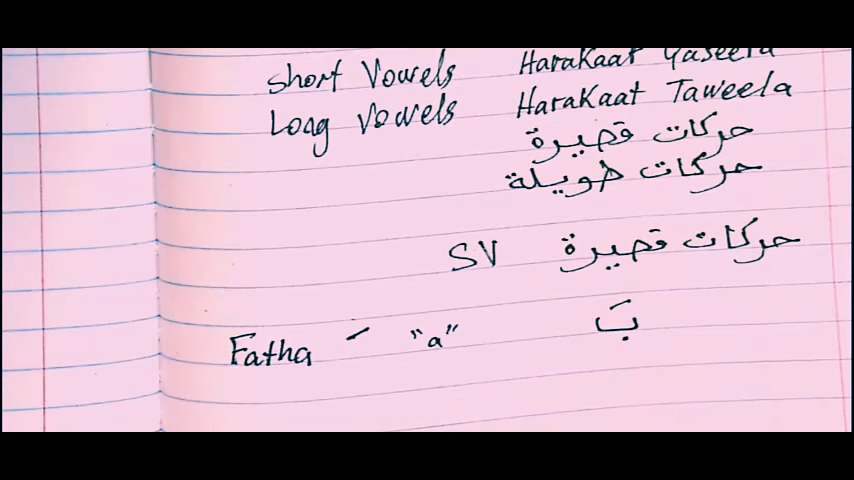 Short Vowels HaraKaat Qaseera
Long Vowels HaraKaat Taweela
حركات قصيرة
حركات طويلة
SV حركات قصيرة
Fatha َ "a" بَ